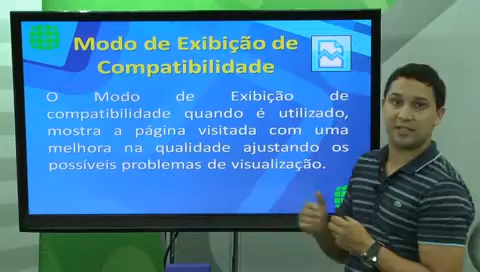 Modo de Exibição de
Compatibilidade
O Modo de Exibição de
compatibilidade quando é utilizado,
mostra a página visitada com uma
melhora na qualidade ajustando os
possíveis problemas de visualização.